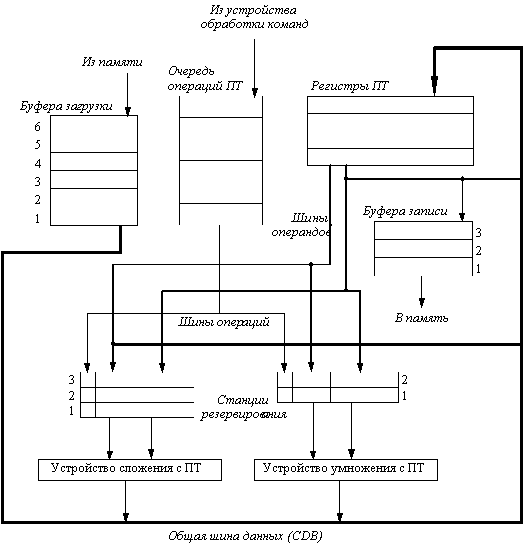 Из устройства
обработки команд
Из памяти
Очередь
операций ПТ
Регистры ПТ
Буфера загрузки
6
5
4
3
2
1
Шины
операндов
Буфера записи
3
2
1
В память
Шины операций
3
2
1
Станции
резервирования
2
1
Устройство сложения с ПТ
Устройство умножения с ПТ
Общая шина данных (CDB)